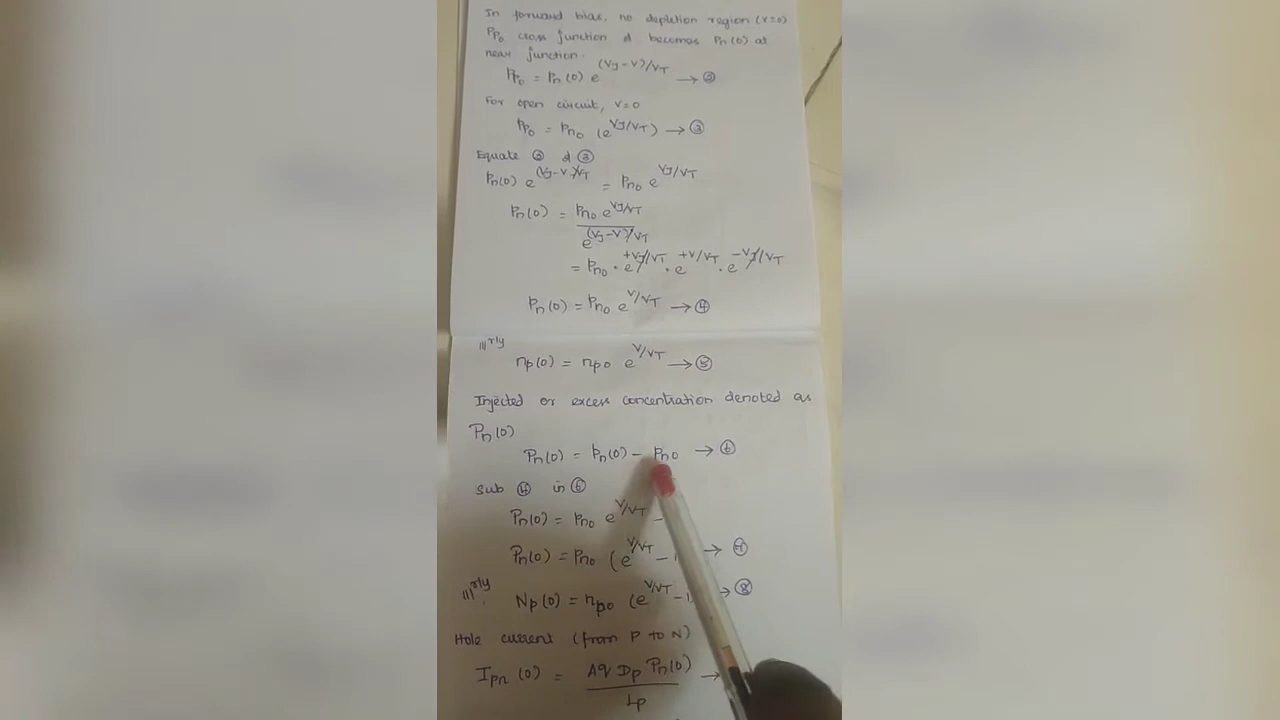 In forward bias, no depletion region (x=0)
Pp₀ cross junction & becomes Pn(0) at
near junction.
Pp₀ = Pn(0) e^(VJ-V)/VT → ②
For open circuit, V=0
Pp₀ = Pn₀ (e^VJ/VT) → ③
Equate ② & ③
Pn(0) e^(VJ-V)/VT = Pn₀ e^VJ/VT
Pn(0) = Pn₀ e^VJ/VT / e^(VJ-V)/VT
= Pn₀ · e^+VJ/VT · e^+V/VT · e^-VJ/VT
Pn(0) = Pn₀ e^V/VT → ④
|||rly
np(0) = np₀ e^V/VT → ⑤
Injected or excess concentration denoted as
Pn(0)
Pn(0) = Pn(0) - Pn₀ → ⑥
Sub ④ in ⑥
Pn(0) = Pn₀ e^V/VT -
Pn(0) = Pn₀ (e^V/VT - 1 → ⑦
|||rly Np(0) = np₀ (e^V/VT - 1 → ⑧
Hole current (from P to N)
Ipn (0) = Aq Dp Pn(0) / Lp →